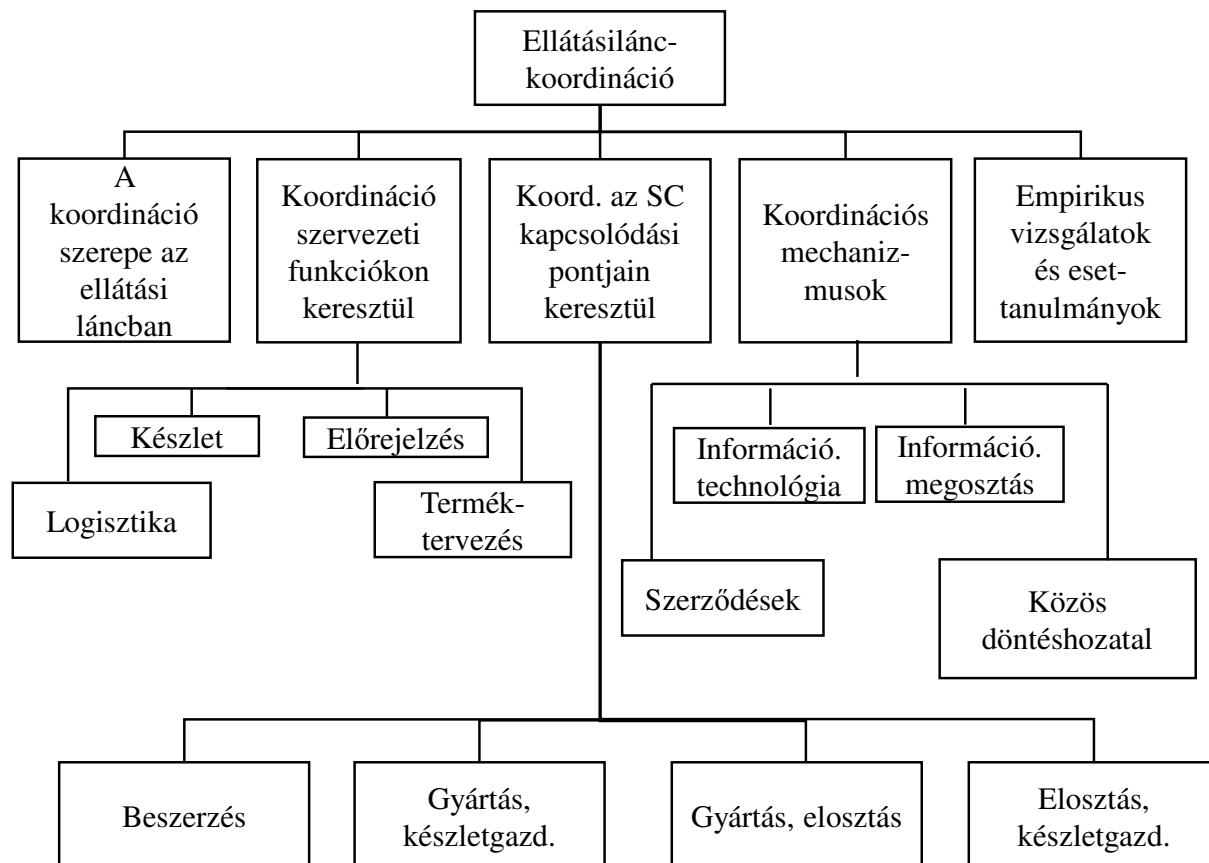 Ellátásilánc-
koordináció
A
koordináció
szerepe az
ellátási
láncban
Koordináció
szervezeti
funkciókon
keresztül
Koord. az SC
kapcsolódási
pontjain
keresztül
Koordinációs
mechaniz-
musok
Empirikus
vizsgálatok
és eset-
tanulmányok
Készlet
Előrejelzés
Logisztika
Termék-
tervezés
Információ.
technológia
Információ.
megosztás
Szerződések
Közös
döntéshozatal
Beszerzés
Gyártás,
készletgazd.
Gyártás, elosztás
Elosztás,
készletgazd.